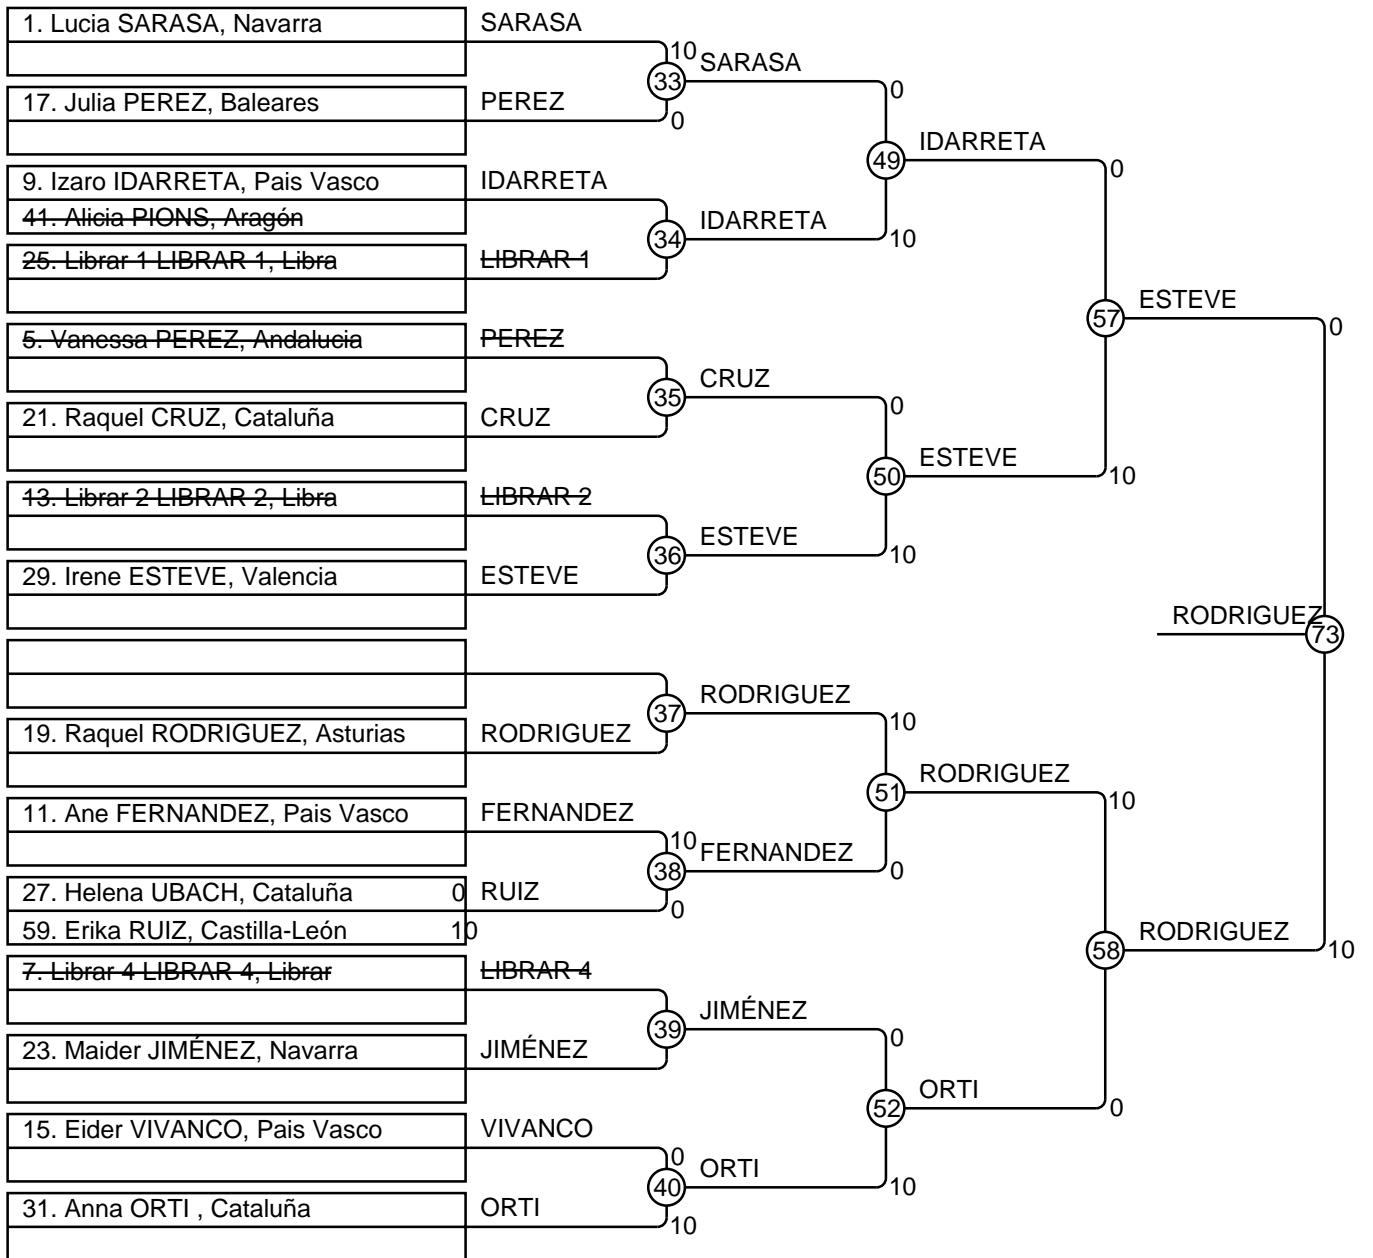 1. Lucia SARASA, Navarra
SARASA
10
SARASA
33
0
17. Julia PEREZ, Baleares
PEREZ
0
IDARRETA
49
0
9. Izaro IDARRETA, Pais Vasco
IDARRETA
41. Alicia PIONS, Aragón
IDARRETA
34
10
25. Librar 1 LIBRAR 1, Libra
LIBRAR 1
ESTEVE
57
0
5. Vanessa PEREZ, Andalucia
PEREZ
CRUZ
35
0
21. Raquel CRUZ, Cataluña
CRUZ
ESTEVE
50
10
13. Librar 2 LIBRAR 2, Libra
LIBRAR 2
ESTEVE
36
10
29. Irene ESTEVE, Valencia
ESTEVE
RODRIGUEZ
73
RODRIGUEZ
37
10
19. Raquel RODRIGUEZ, Asturias
RODRIGUEZ
RODRIGUEZ
51
10
11. Ane FERNANDEZ, Pais Vasco
FERNANDEZ
10
FERNANDEZ
38
0
27. Helena UBACH, Cataluña 0
RUIZ
0
59. Erika RUIZ, Castilla-León 10
RODRIGUEZ
58
10
7. Librar 4 LIBRAR 4, Librar
LIBRAR 4
JIMÉNEZ
39
0
23. Maider JIMÉNEZ, Navarra
JIMÉNEZ
ORTI
52
0
15. Eider VIVANCO, Pais Vasco
VIVANCO
0
ORTI
40
10
31. Anna ORTI , Cataluña
ORTI
10